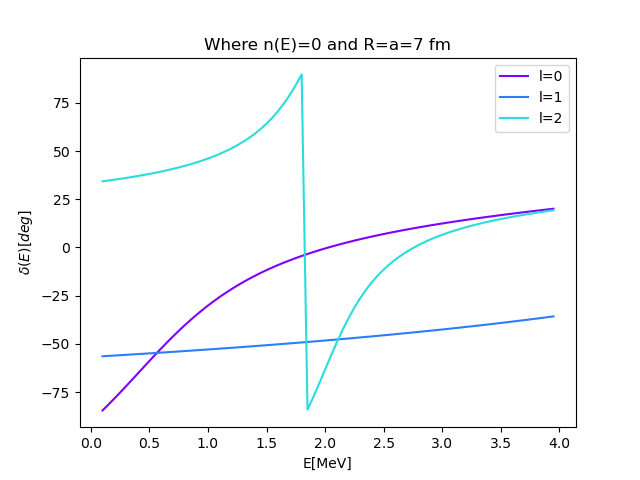 Where n(E)=0 and R=a=7 fm
l=0
l=1
l=2
75
50
25
0
−25
−50
−75
δ(E)[deg]
0.0 0.5 1.0 1.5 2.0 2.5 3.0 3.5 4.0
E[MeV]